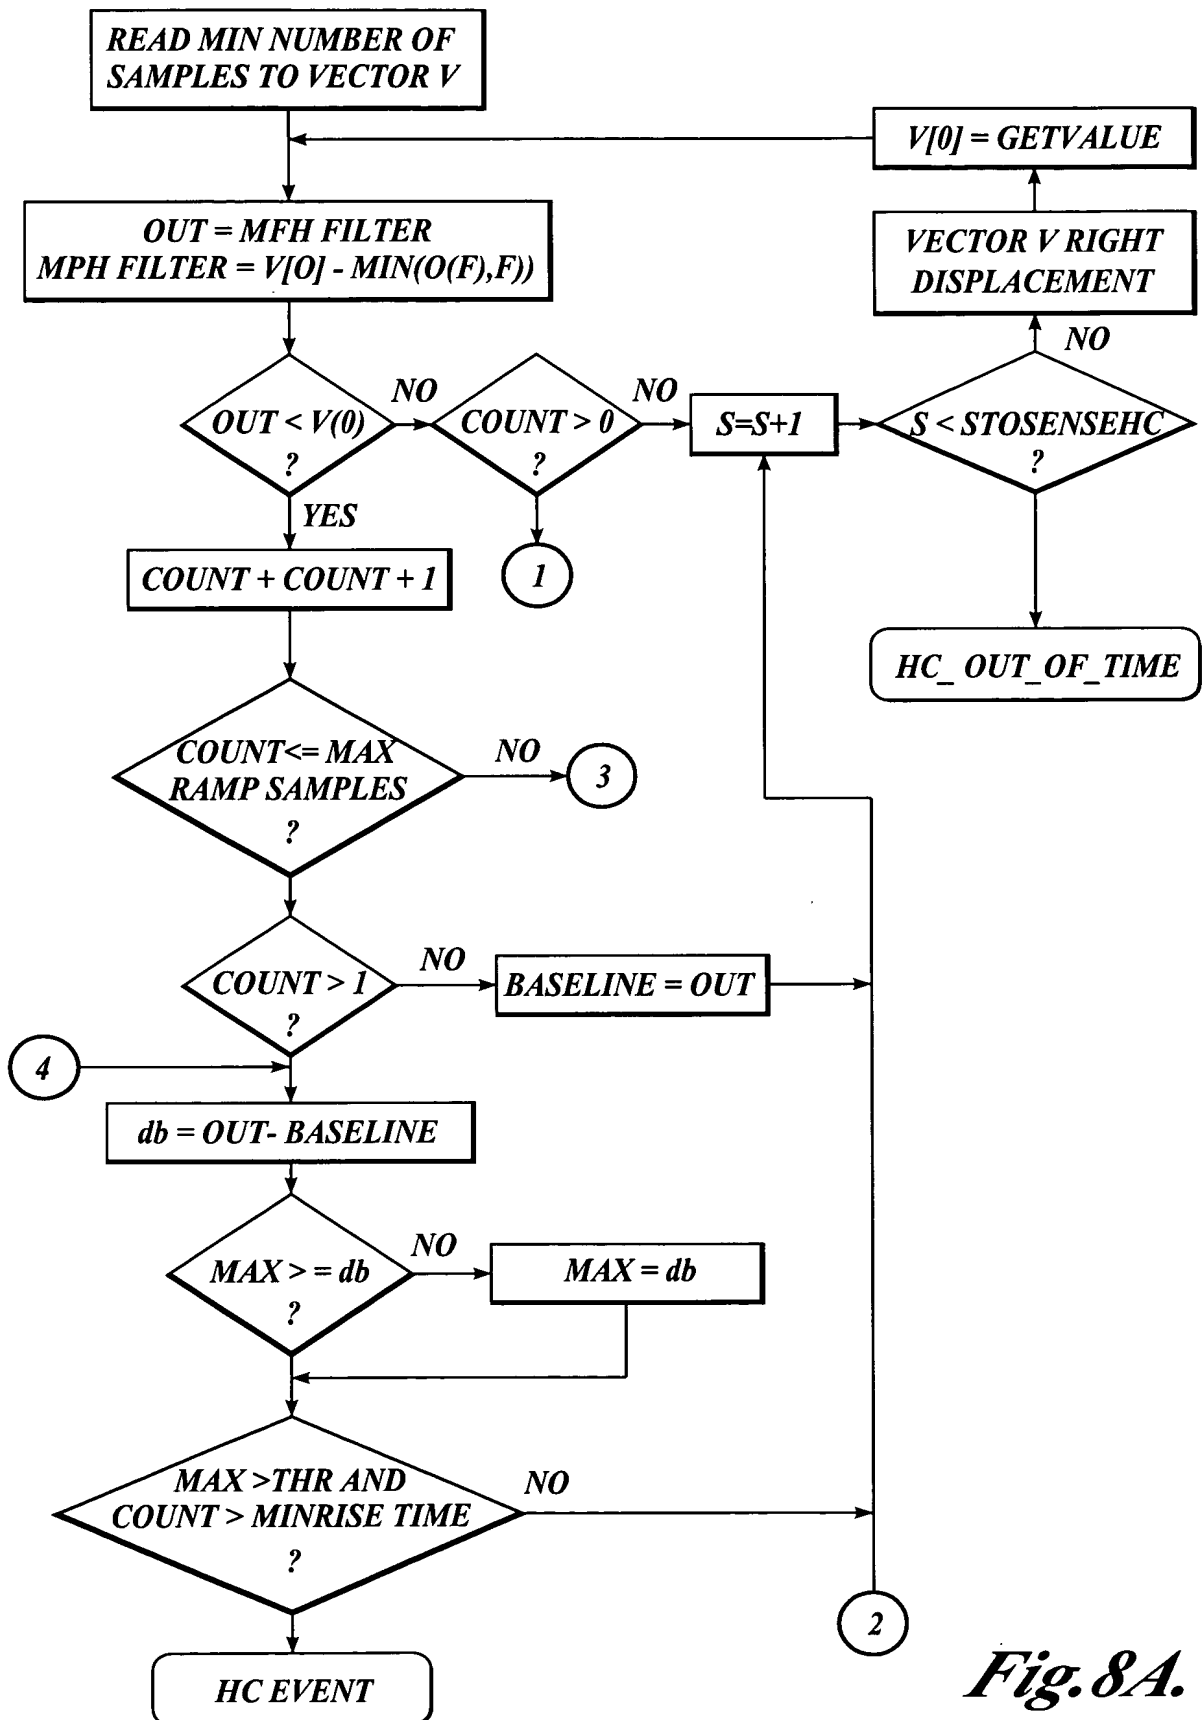 READ MIN NUMBER OF
SAMPLES TO VECTOR V
V[0] = GETVALUE
OUT = MFH FILTER
MPH FILTER = V[O] - MIN(O(F),F))
VECTOR V RIGHT
DISPLACEMENT
NO
OUT < V(0)
?
NO
COUNT > 0
?
NO
S=S+1
S < STOSENSEHC
?
YES
COUNT + COUNT + 1
1
HC_ OUT_OF_TIME
COUNT<= MAX
RAMP SAMPLES
?
NO
3
COUNT > 1
?
NO
BASELINE = OUT
4
db = OUT- BASELINE
MAX > = db
?
NO
MAX = db
MAX >THR AND
COUNT > MINRISE TIME
?
NO
2
HC EVENT
Fig.8A.